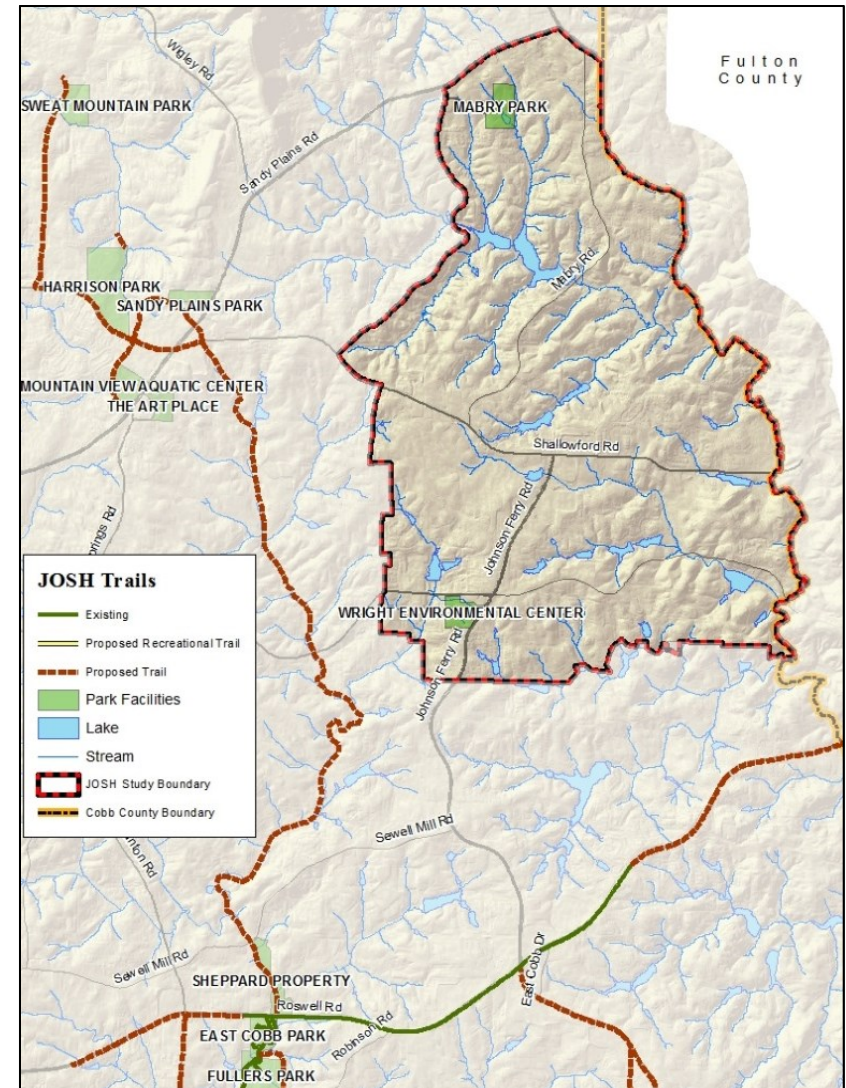 Fulton
County
Wigley Rd
SWEAT MOUNTAIN PARK
MABRY PARK
Sandy Plains Rd
Mabry Rd
HARRISON PARK
SANDY PLAINS PARK
MOUNTAIN VIEW AQUATIC CENTER
THE ART PLACE
Shallowford Rd
Johnson Ferry Rd
orings Rd
WRIGHT ENVIRONMENTAL CENTER
Johnson Ferry Rd
JOSH Trails
Existing
Proposed Recreational Trail
Proposed Trail
Park Facilities
Lake
Stream
JOSH Study Boundary
Cobb County Boundary
Sewell Mill Rd
Sewell Mill Rd
East Cobb Dr
SHEPPARD PROPERTY
Roswell Rd
Robinson Rd
EAST COBB PARK
FULLERS PARK